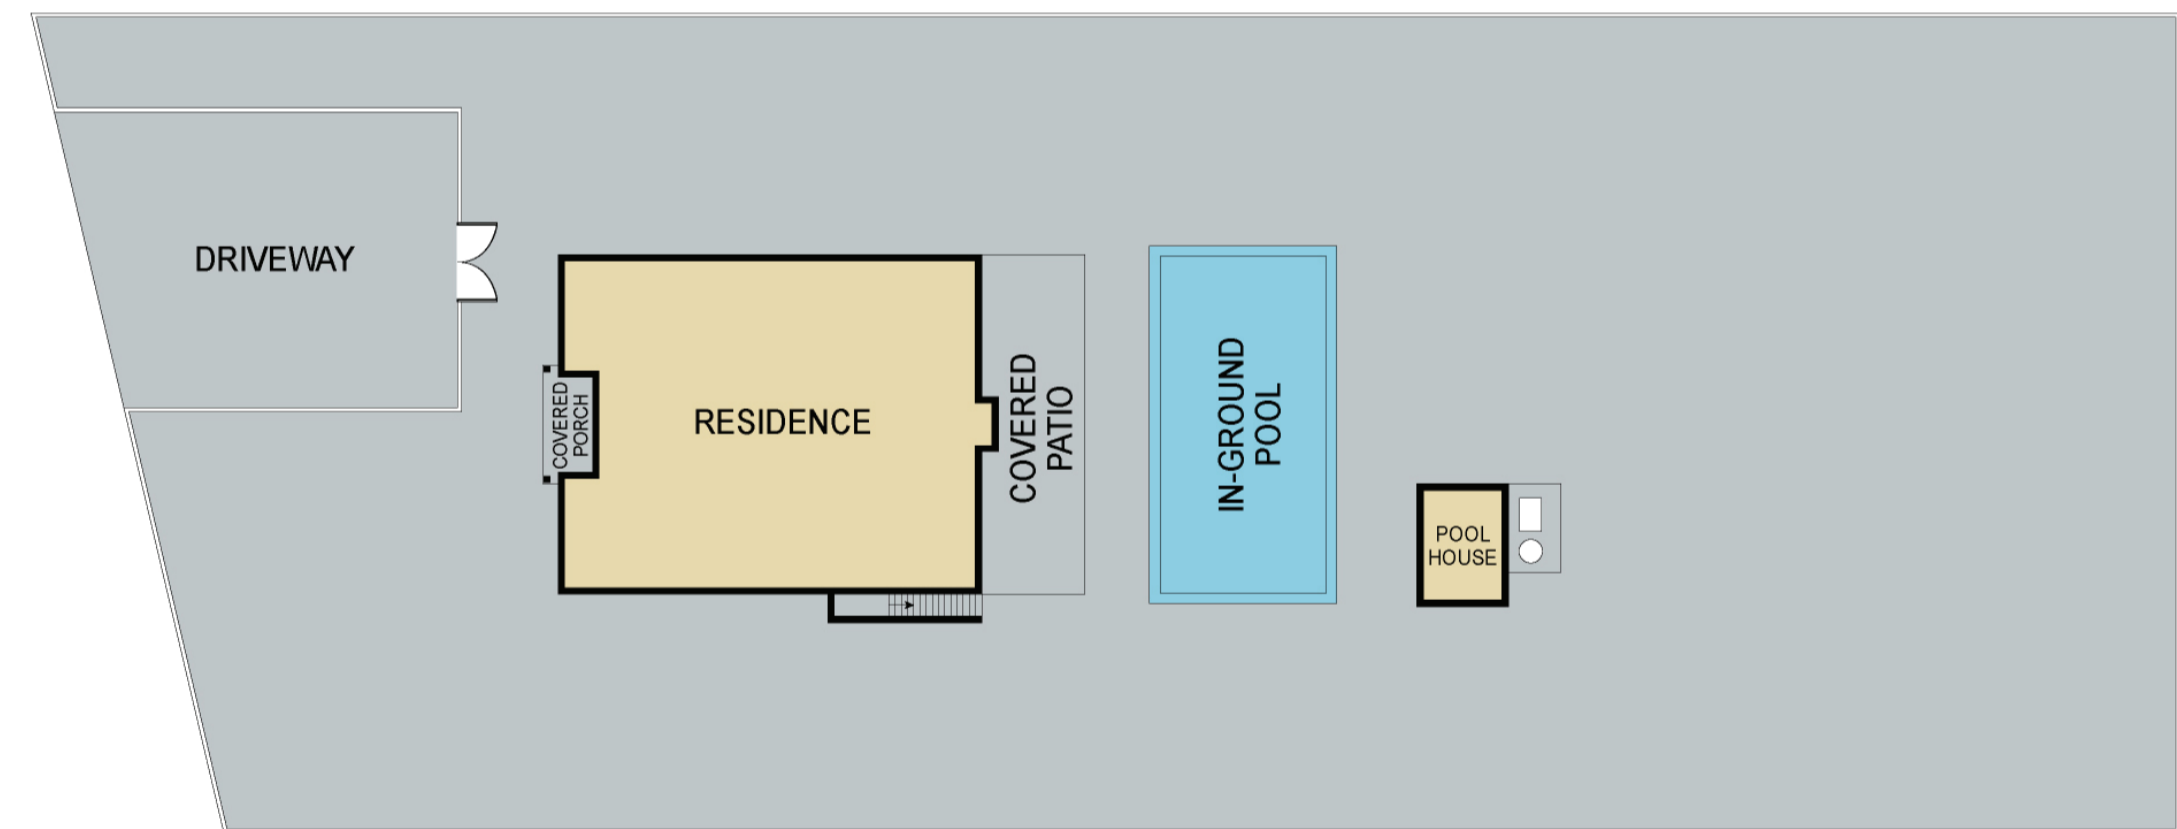 DRIVEWAY
COVERED
PORCH
RESIDENCE
COVERED
PATIO
IN-GROUND
POOL
POOL
HOUSE